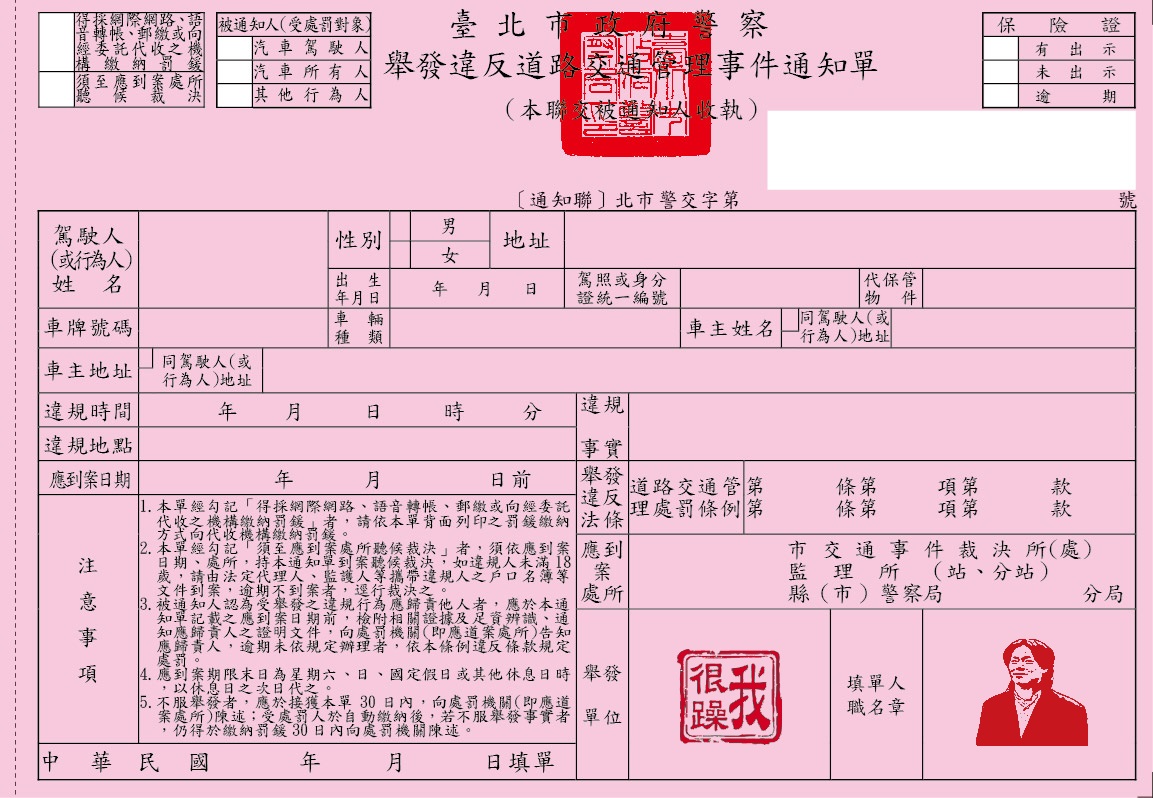 得採網際網路、語
音轉帳、郵繳或向
經委託代收之機
構繳納罰鍰
須至應到案處所
聽候裁決
被通知人(受處罰對象)
汽車駕駛人
汽車所有人
其他行為人
臺北市政府警察
舉發違反道路交通管理事件通知單
（本聯交被通知人收執）
保險證
有出示
未出示
逾期
〔通知聯〕北市警交字第 號
駕駛人
(或行為人)
姓名
性別
男
女
地址
出生
年月日
年 月 日
駕照或身分
證統一編號
代保管
物件
車牌號碼
車輛
種類
車主姓名
同駕駛人(或
行為人)地址
車主地址
同駕駛人(或
行為人)地址
違規時間
年 月 日 時 分
違規
事實
違規地點
應到案日期
年 月 日前
舉發
違反
法條
道路交通管
理處罰條例
第 條第 項第 款
第 條第 項第 款
注
意
事
項
1. 本單經勾記「得採網際網路、語音轉帳、郵繳或向經委託
代收之機構繳納罰鍰」者，請依本單背面列印之罰鍰繳納
方式向代收機構繳納罰鍰。
2. 本單經勾記「須至應到案處所聽候裁決」者，須依應到案
日期、處所，持本通知單到案聽候裁決，如違規人未滿18
歲，請由法定代理人、監護人等攜帶違規人之戶口名簿等
文件到案，逾期不到案者，逕行裁決之。
3. 被通知人認為受舉發之違規行為應歸責他人者，應於本通
知單記載之應到案日期前，檢附相關證據及足資辨識、通
知應歸責人之證明文件，向處罰機關(即應道案處所)告知
應歸責人，逾期未依規定辦理者，依本條例違反條款規定
處罰。
4. 應到案期限末日為星期六、日、國定假日或其他休息日時
，以休息日之次日代之。
5. 不服舉發者，應於接獲本單 30 日內，向處罰機關(即應道
案處所)陳述；受處罰人於自動繳納後，若不服舉發事實者
，仍得於繳納罰鍰 30 日內向處罰機關陳述。
應到
案
處所
市交通事件裁決所(處)
監理所（站、分站）
縣（市）警察局 分局
舉發
單位
我
很
躁
填單人
職名章
中華民國 年 月 日填單